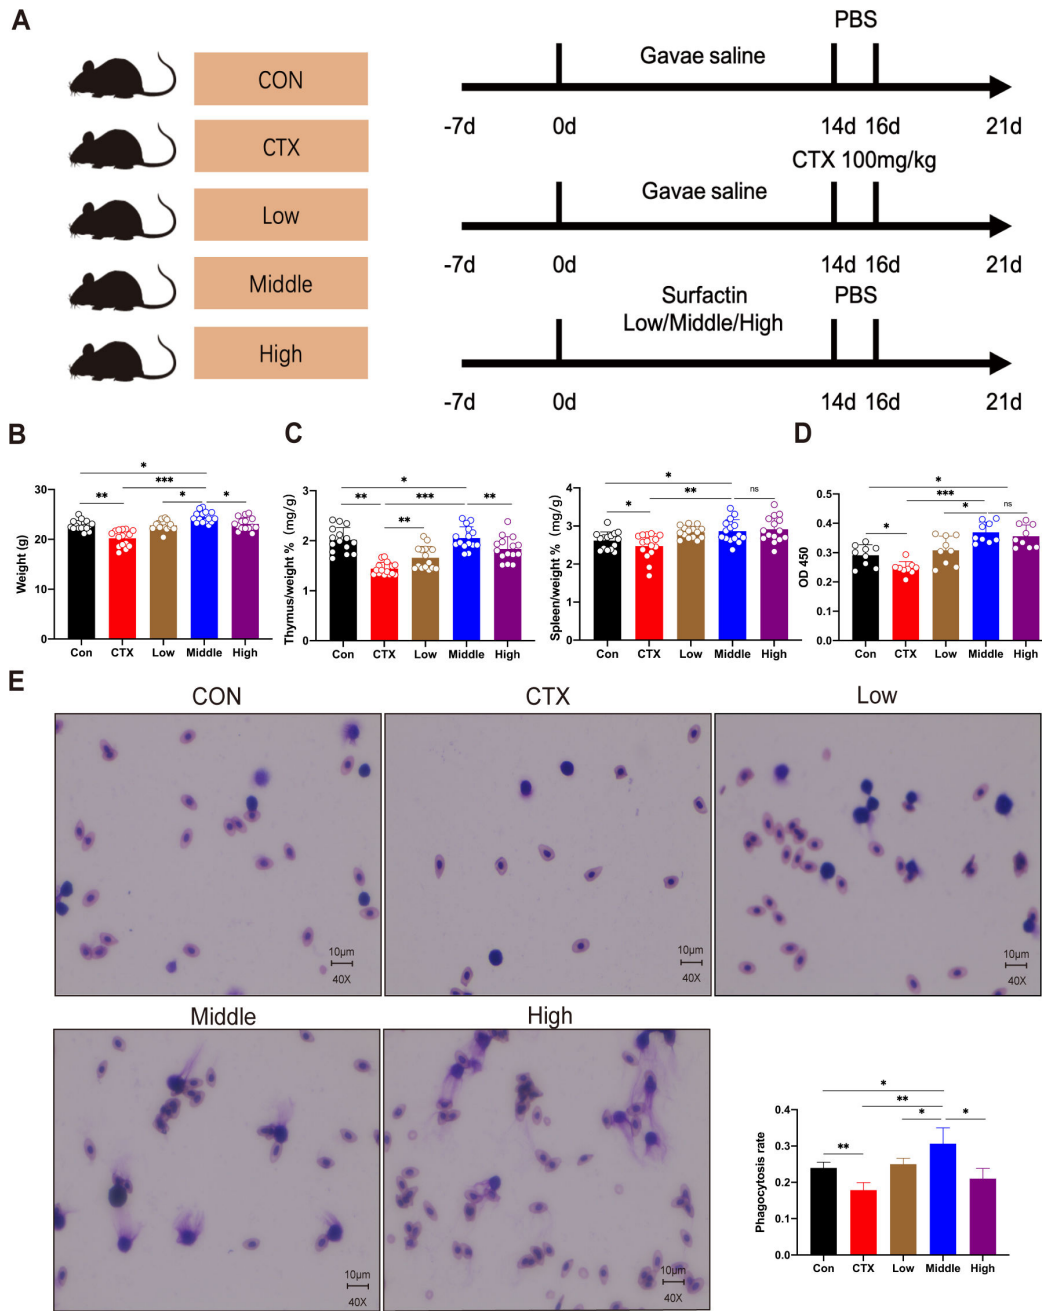 A
CON
CTX
Low
Middle
High
PBS
Gavae saline
-7d 0d 14d 16d 21d
CTX 100mg/kg
Gavae saline
-7d 0d 14d 16d 21d
Surfactin PBS
Low/Middle/High
-7d 0d 14d 16d 21d
B
Weight (g)
30
20
10
0
* *** ** * *
Con CTX Low Middle High
C
Thymus/weight % (mg/g)
3
2
1
0
* ** *** ** **
Con CTX Low Middle High
Spleen/weight % (mg/g)
4
3
2
1
0
* * ** ns
Con CTX Low Middle High
D
OD 450
0.5
0.4
0.3
0.2
0.1
0.0
* *** * * ns
Con CTX Low Middle High
E
CON CTX Low
10μm
40X
10μm
40X
10μm
40X
Middle High
10μm
40X
10μm
40X
Phagocytosis rate
0.4
0.3
0.2
0.1
0.0
* ** * * **
Con CTX Low Middle High